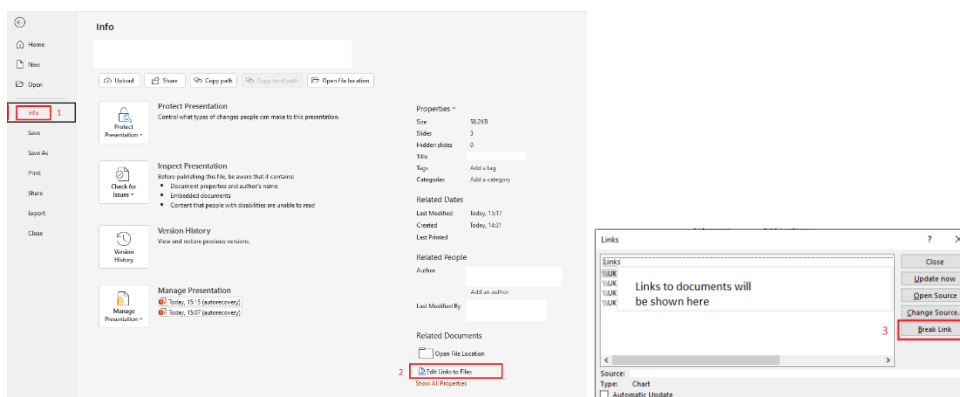 Info
Home
New
Open
Info 1
Save
Save As
Print
Share
Export
Close
Upload Share Copy path Copy local path Open file location
Protect Presentation
Control what types of changes people can make to this presentation.
Protect
Presentation
Inspect Presentation
Before publishing this file, be aware that it contains:
Document properties and author's name
Embedded documents
Content that people with disabilities are unable to read
Check for
Issues
Version History
View and restore previous versions.
Version
History
Manage Presentation
Today, 15:15 (autorecovery)
Today, 15:07 (autorecovery)
Manage
Presentation
Properties
Size 58.2KB
Slides 3
Hidden slides 0
Title
Tags Add a tag
Categories Add a category
Related Dates
Last Modified Today, 15:17
Created Today, 14:31
Last Printed
Related People
Author
Add an author
Last Modified By
Related Documents
Open File Location
2 Edit Links to Files
Show All Properties
Links ? X
Links
\\UK
\\UK
\\UK
\\UK
Links to documents will
be shown here
Close
Update now
Open Source
Change Source..
3 Break Link
Source:
Type: Chart
Automatic Update